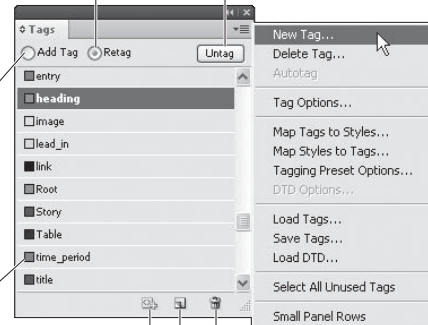 Tags
Add Tag Retag Untag
entry
heading
image
lead_in
link
Root
Story
Table
time_period
title
New Tag...
Delete Tag...
Autotag
Tag Options...
Map Tags to Styles...
Map Styles to Tags...
Tagging Preset Options...
DTD Options...
Load Tags...
Save Tags...
Load DTD...
Select All Unused Tags
Small Panel Rows